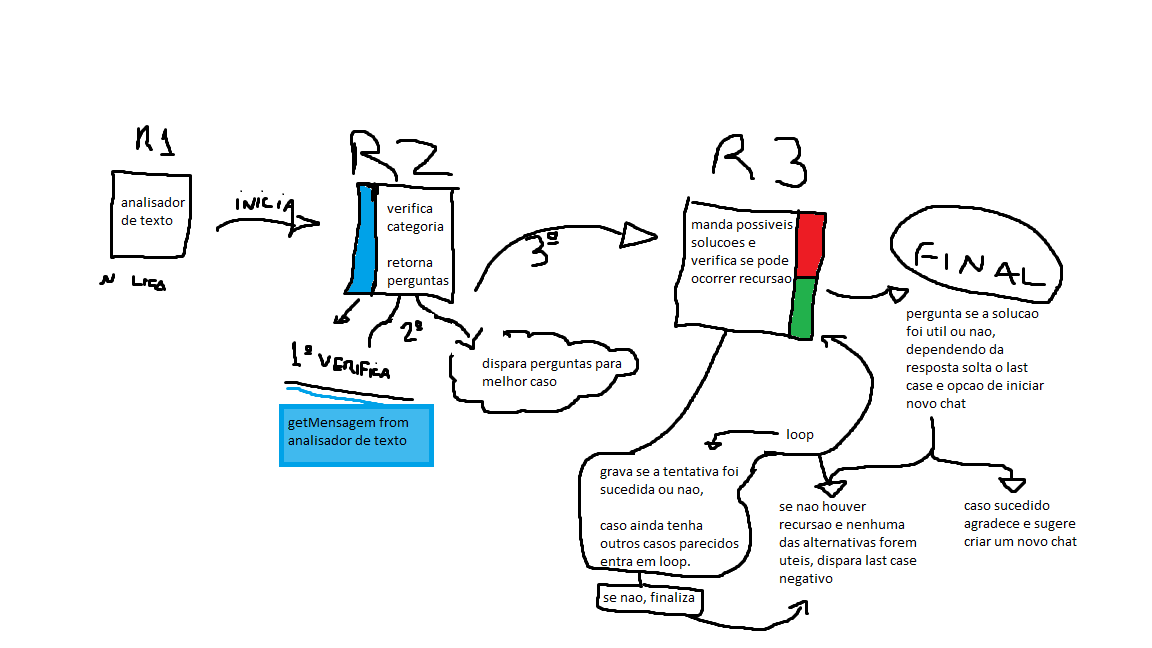 R1
analisador
de texto
N LIGA
INICIA
R2
verifica
categoria
retorna
perguntas
1º VERIFICA
2º
getMensagem from
analisador de texto
dispara perguntas para
melhor caso
3º
R3
manda possiveis
solucoes e
verifica se pode
ocorrer recursao
FINAL
pergunta se a solucao
foi util ou nao,
dependendo da
resposta solta o last
case e opcao de iniciar
novo chat
loop
grava se a tentativa foi
sucedida ou nao,
caso ainda tenha
outros casos parecidos
entra em loop.
se nao, finaliza
se nao houver
recursao e nenhuma
das alternativas forem
uteis, dispara last case
negativo
caso sucedido
agradece e sugere
criar um novo chat